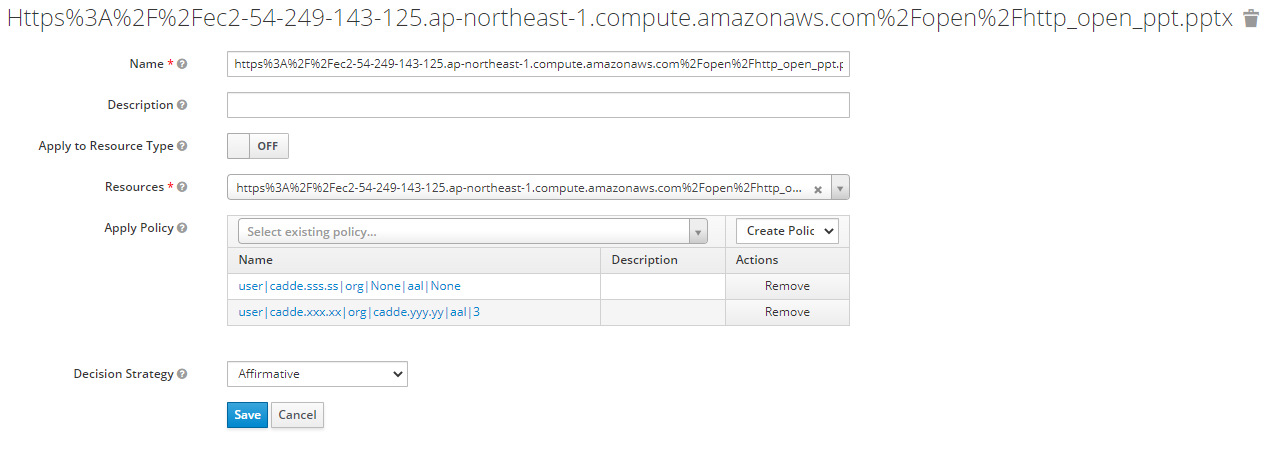 Https%3A%2F%2Fec2-54-249-143-125.ap-northeast-1.compute.amazonaws.com%2Fopen%2Fhttp_open_ppt.pptx
Name * https%3A%2F%2Fec2-54-249-143-125.ap-northeast-1.compute.amazonaws.com%2Fopen%2Fhttp_open_ppt.p
Description
Apply to Resource Type OFF
Resources * https%3A%2F%2Fec2-54-249-143-125.ap-northeast-1.compute.amazonaws.com%2Fopen%2Fhttp_o...
Apply Policy Select existing policy... Create Polic
Name Description Actions
user|cadde.sss.ss|org|None|aal|None Remove
user|cadde.xxx.xx|org|cadde.yyy.yy|aal|3 Remove
Decision Strategy Affirmative
Save Cancel